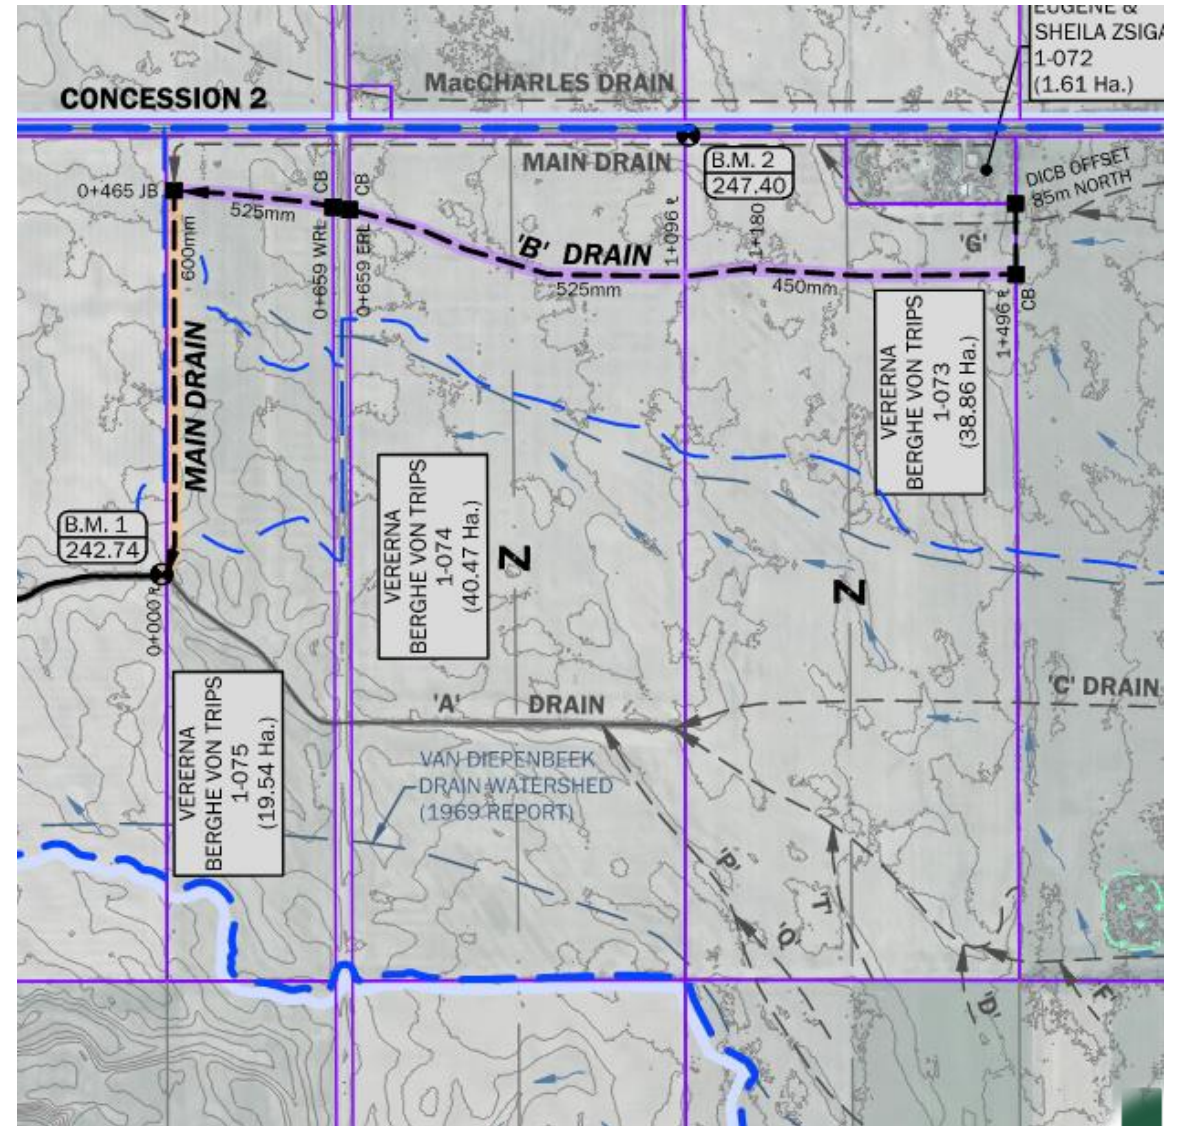 EUGENE &
SHEILA ZSIGA
1-072
(1.61 Ha.)
MacCHARLES DRAIN
CONCESSION 2
MAIN DRAIN
B.M. 2
247.40
DICB OFFSET
85m NORTH
0+465 JB
525mm
CB
CB
0+659 WRL
0+659 ERL
600mm
'B' DRAIN
525mm
1+096 ℄
1+180
450mm
'G'
1+496 ℄
CB
MAIN DRAIN
VERERNA
BERGHE VON TRIPS
1-073
(38.86 Ha.)
VERERNA
BERGHE VON TRIPS
1-074
(40.47 Ha.)
Z
Z
B.M. 1
242.74
0+000 ℄
'A' DRAIN
'C' DRAIN
VERERNA
BERGHE VON TRIPS
1-075
(19.54 Ha.)
VAN DIEPENBEEK
DRAIN WATERSHED
(1969 REPORT)
'P'
'T'
'D'
'F'